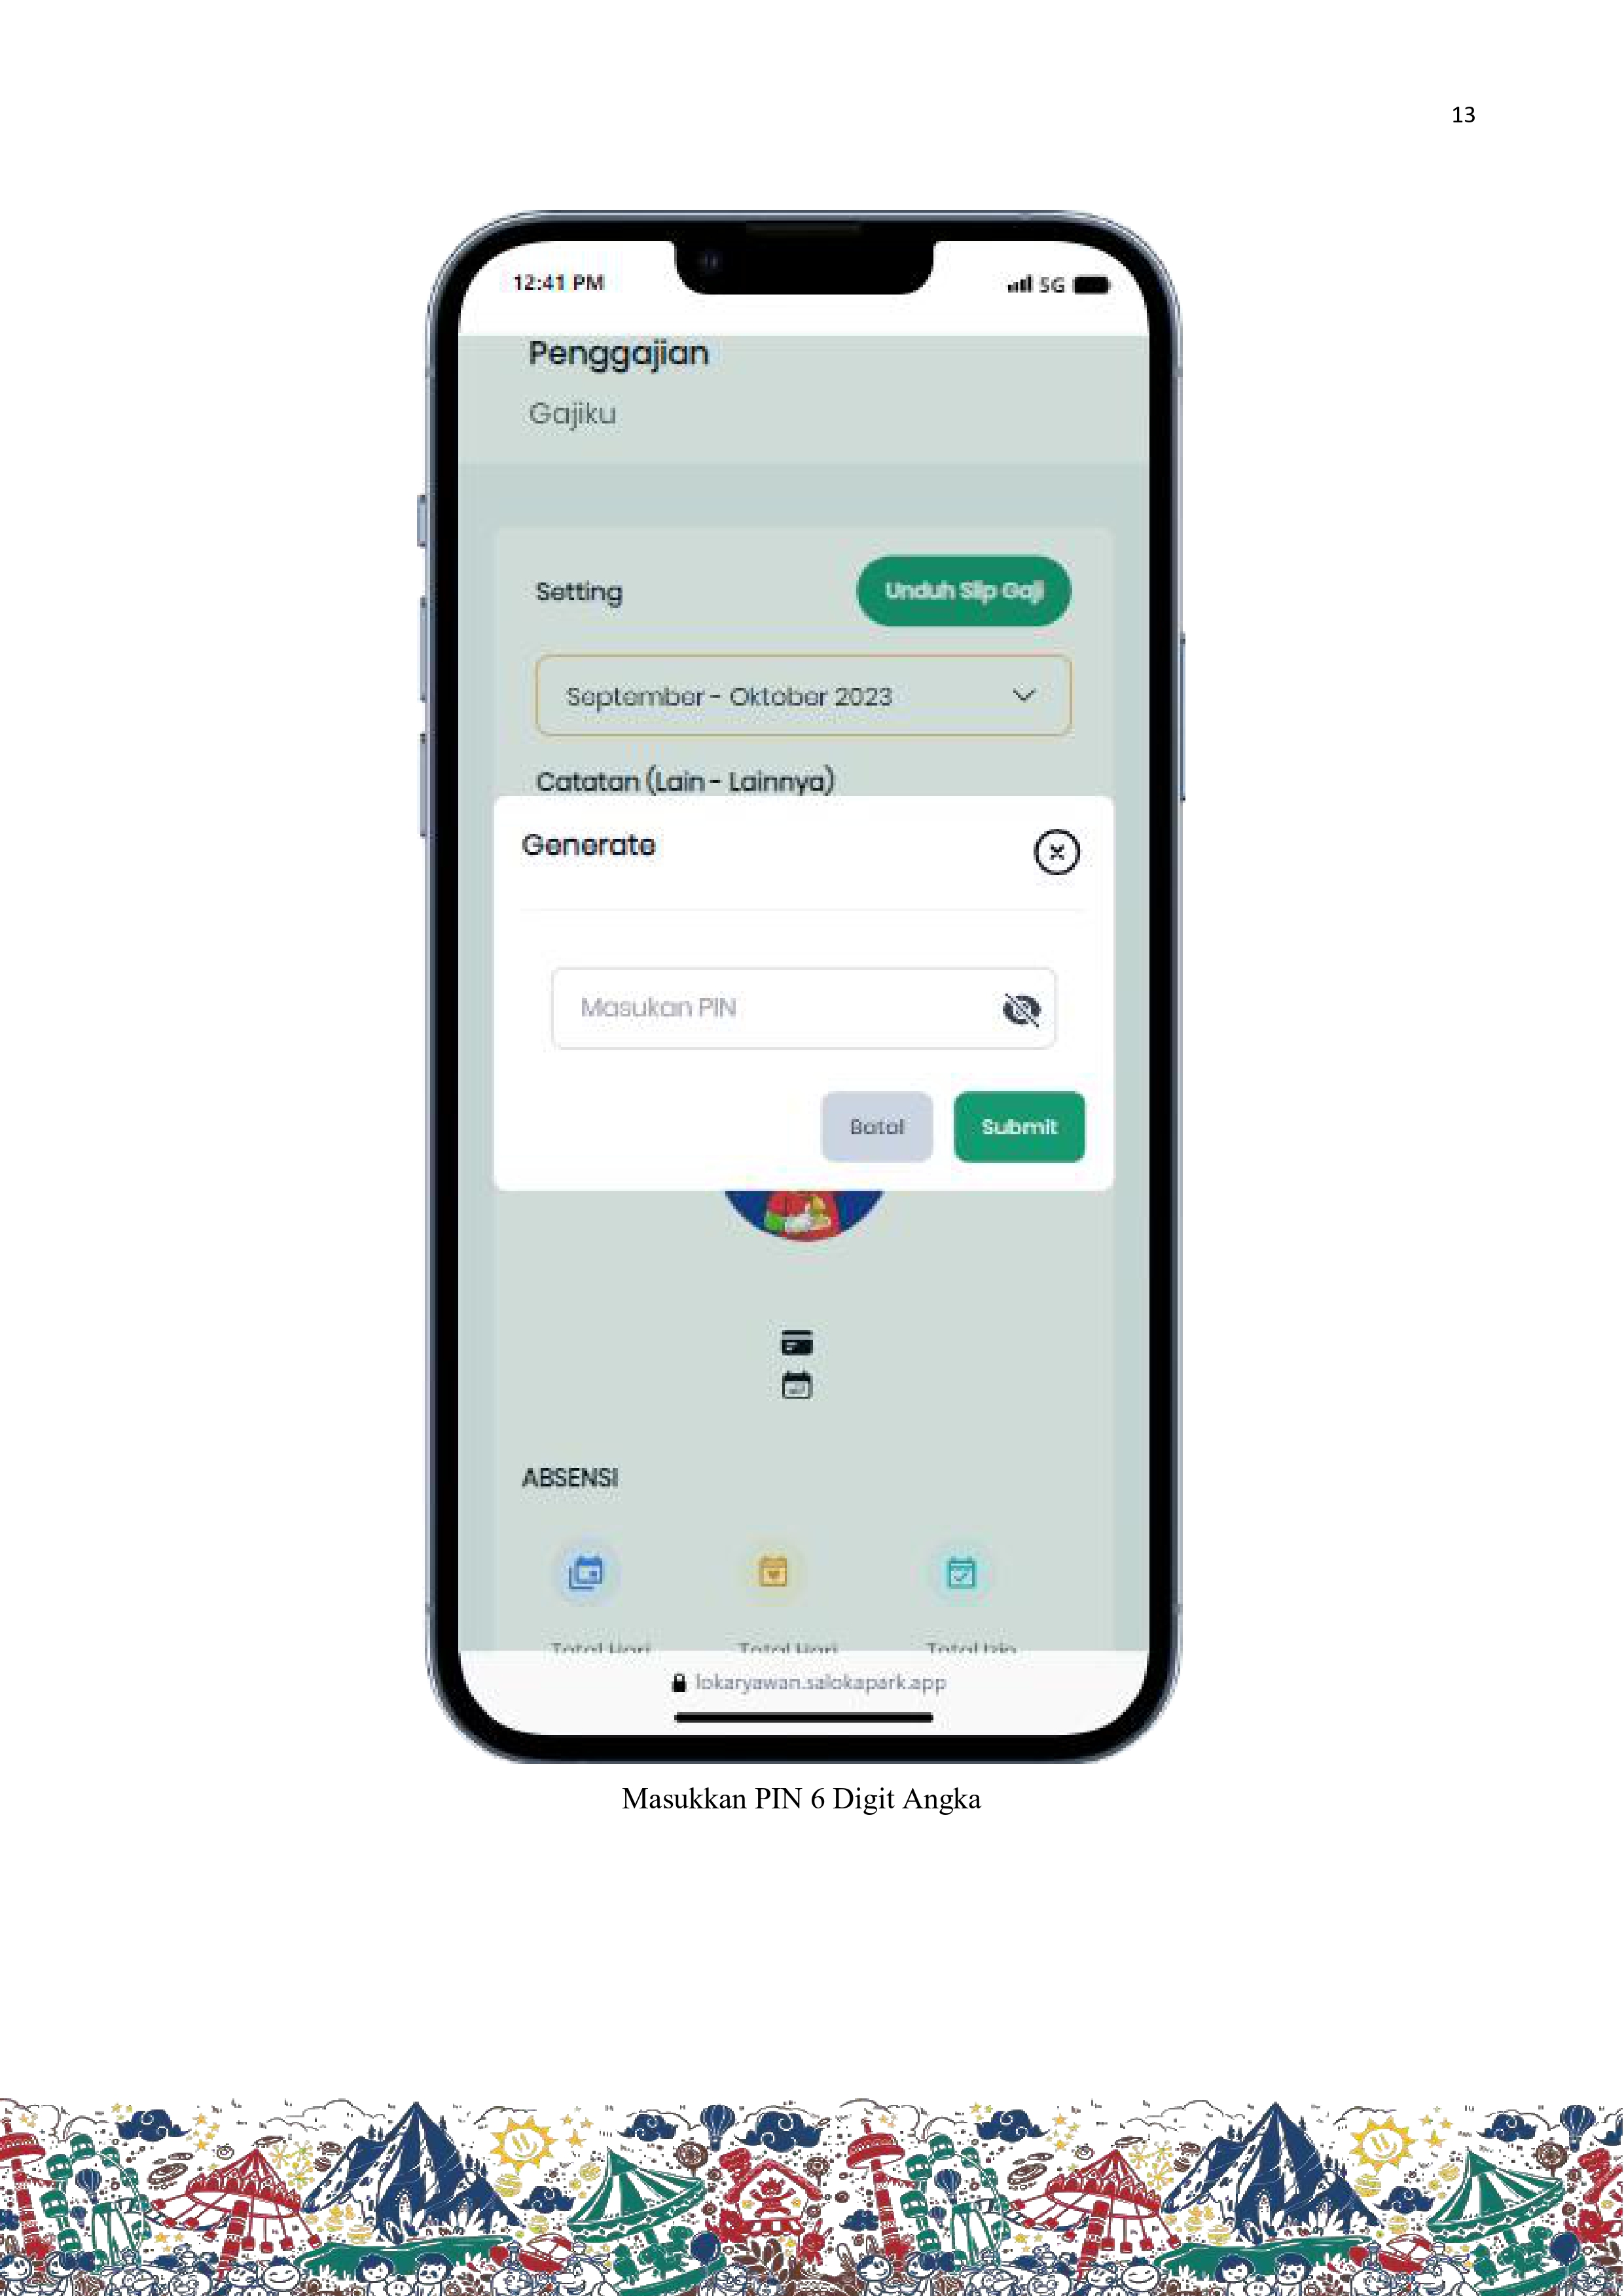 13
12:41 PM
5G
Penggajian
Gajiku
Setting
Unduh Slip Gaji
September - Oktober 2023
Catatan (Lain - Lainnya)
Generate
Masukan PIN
Batal
Submit
ABSENSI
Total Hari
Total Hari
Total Izin
lokaryawan.salokapark.app
Masukkan PIN 6 Digit Angka